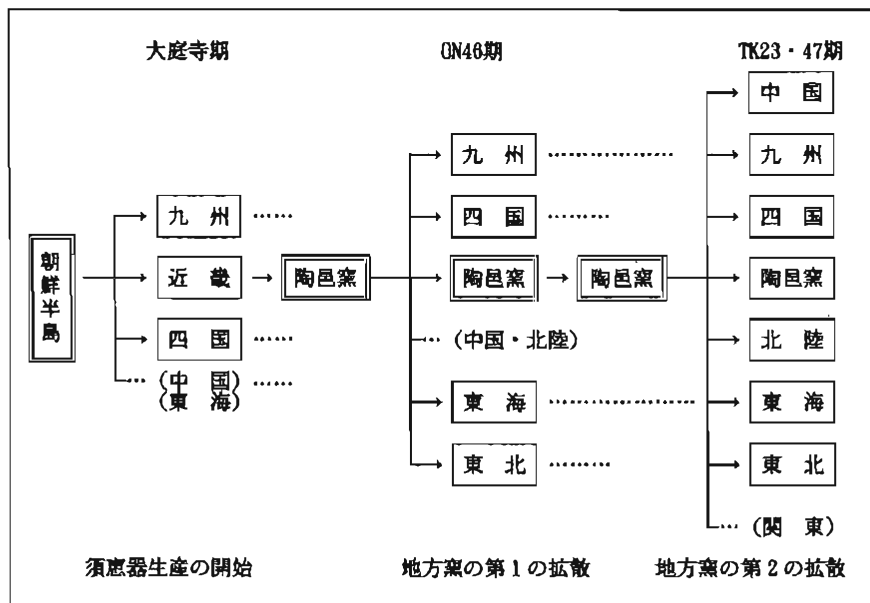 大庭寺期
ON46期
TK23・47期
朝鮮半島
九 州 ……
近 畿
四 国 ……
…(中 国)……
(東 海)
陶邑窯
九 州 ………………
四 国 ………
陶邑窯
陶邑窯
…(中国・北陸)
東 海 …………………
東 北 ………
中 国
九 州
四 国
陶邑窯
北 陸
東 海
東 北
…(関 東)
須恵器生産の開始
地方窯の第1の拡散
地方窯の第2の拡散